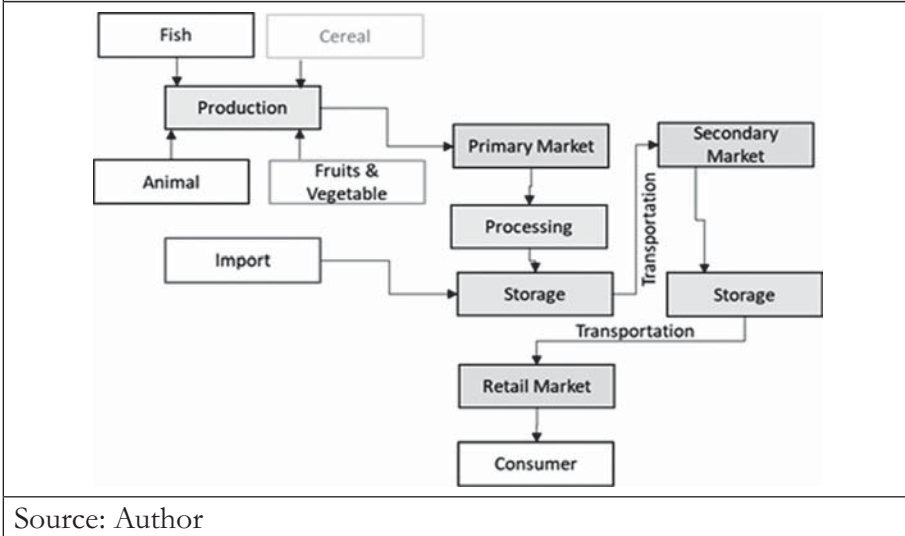 Fish
Cereal
Production
Animal
Fruits &
Vegetable
Import
Primary Market
Processing
Storage
Transportation
Secondary
Market
Storage
Transportation
Retail Market
Consumer
Source: Author